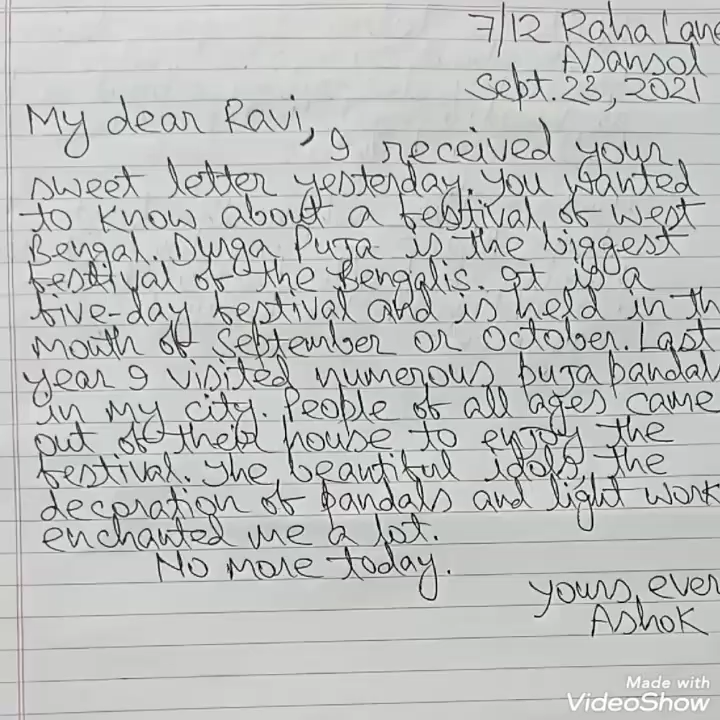 7/12 Raha Lane
Asansol
Sept. 23, 2021
My dear Ravi,
I received your
sweet letter yesterday. You wanted
to know about a festival of West
Bengal. Durga Puja is the biggest
festival of the Bengalis. It is a
five-day festival and is held in th
month of September or October. Last
year I visited numerous puja pandals
in my city. People of all ages came
out of their house to enjoy the
festival. The beautiful idols, the
decoration of pandals and light work
enchanted me a lot.
No more today.
Yours ever
Ashok
Made with
VideoShow